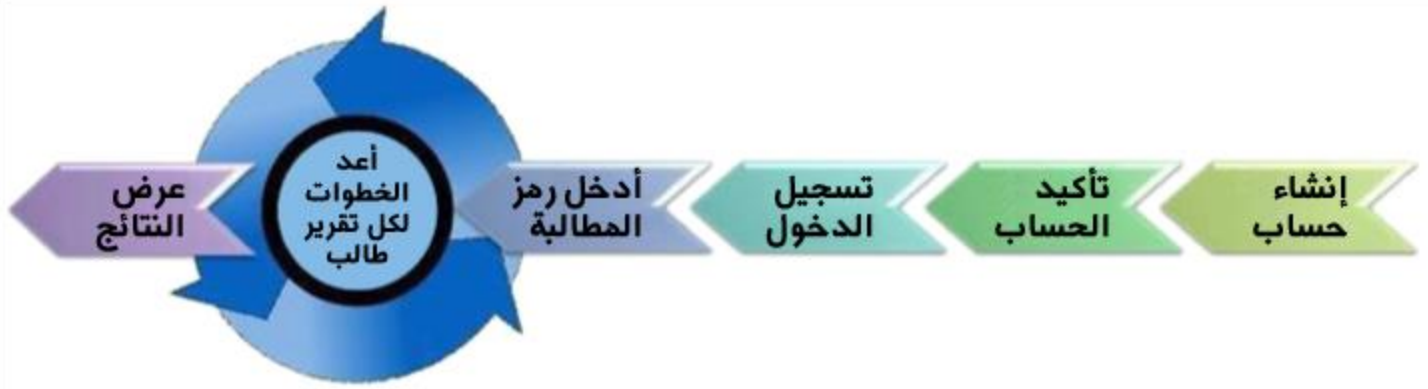 إنشاء
حساب
تأكيد
الحساب
تسجيل
الدخول
أدخل رمز
المطالبة
أعد
الخطوات
لكل تقرير
طالب
عرض
النتائج